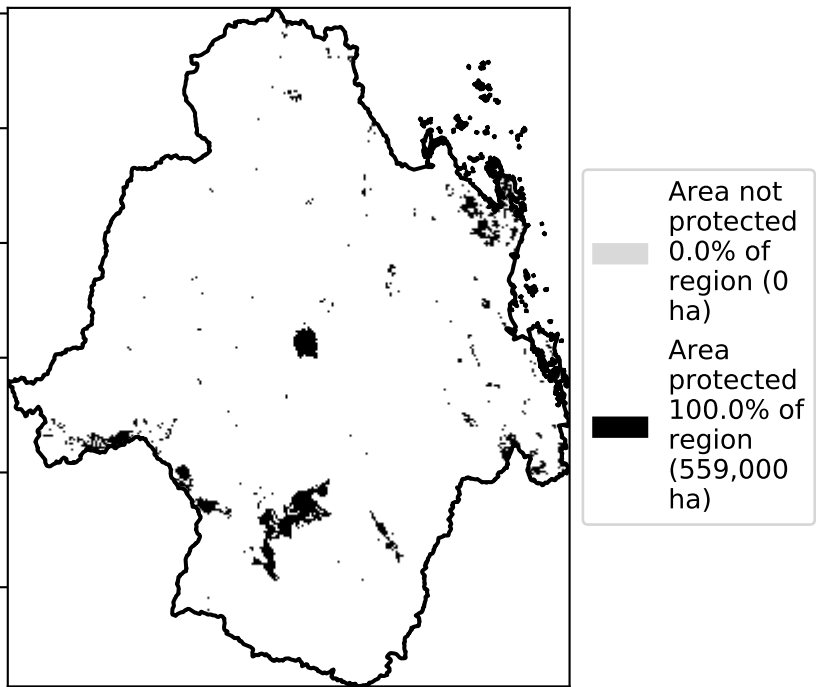 Area not
protected
0.0% of
region (0
ha)
Area
protected
100.0% of
region
(559,000
ha)